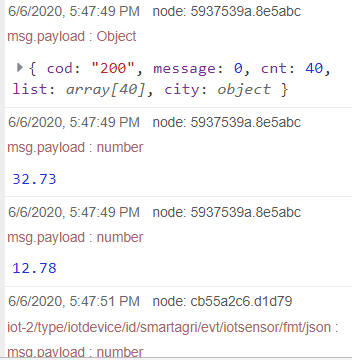 6/6/2020, 5:47:49 PM node: 5937539a.8e5abc
msg.payload : Object
{ cod: "200", message: 0, cnt: 40,
list: array[40], city: object }
6/6/2020, 5:47:49 PM node: 5937539a.8e5abc
msg.payload : number
32.73
6/6/2020, 5:47:49 PM node: 5937539a.8e5abc
msg.payload : number
12.78
6/6/2020, 5:47:51 PM node: cb55a2c6.d1d79
iot-2/type/iotdevice/id/smartagri/evt/iotsensor/fmt/json :
msg.payload : number